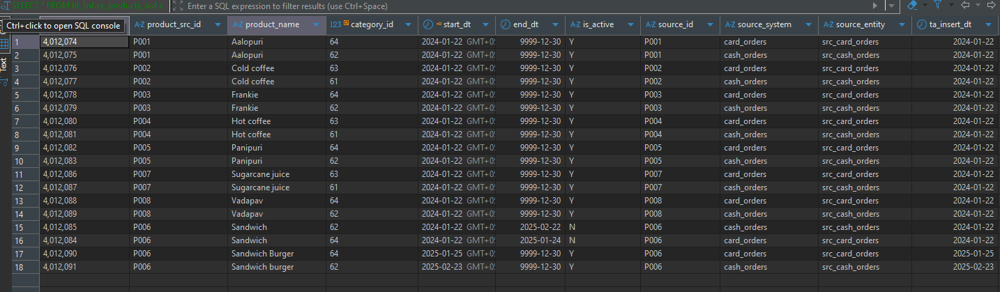 SELECT * FROM bl_3nf.ce_products_scd c Enter a SQL expression to filter results (use Ctrl+Space)
Ctrl+click to open SQL console
A-Z product_src_id A-Z product_name 123 category_id start_dt end_dt A-Z is_active A-Z source_id A-Z source_system A-Z source_entity ta_insert_dt
1 4,012,074 P001 Aalopuri 64 2024-01-22 GMT+0 9999-12-30 Y P001 card_orders src_card_orders 2024-01-22
2 4,012,075 P001 Aalopuri 62 2024-01-22 GMT+0 9999-12-30 Y P001 cash_orders src_cash_orders 2024-01-22
3 4,012,076 P002 Cold coffee 63 2024-01-22 GMT+0 9999-12-30 Y P002 card_orders src_card_orders 2024-01-22
Text
4 4,012,077 P002 Cold coffee 61 2024-01-22 GMT+0 9999-12-30 Y P002 cash_orders src_cash_orders 2024-01-22
5 4,012,078 P003 Frankie 64 2024-01-22 GMT+0 9999-12-30 Y P003 card_orders src_card_orders 2024-01-22
6 4,012,079 P003 Frankie 62 2024-01-22 GMT+0 9999-12-30 Y P003 cash_orders src_cash_orders 2024-01-22
7 4,012,080 P004 Hot coffee 63 2024-01-22 GMT+0 9999-12-30 Y P004 card_orders src_card_orders 2024-01-22
8 4,012,081 P004 Hot coffee 61 2024-01-22 GMT+0 9999-12-30 Y P004 cash_orders src_cash_orders 2024-01-22
9 4,012,082 P005 Panipuri 64 2024-01-22 GMT+0 9999-12-30 Y P005 card_orders src_card_orders 2024-01-22
10 4,012,083 P005 Panipuri 62 2024-01-22 GMT+0 9999-12-30 Y P005 cash_orders src_cash_orders 2024-01-22
11 4,012,086 P007 Sugarcane juice 63 2024-01-22 GMT+0 9999-12-30 Y P007 card_orders src_card_orders 2024-01-22
12 4,012,087 P007 Sugarcane juice 61 2024-01-22 GMT+0 9999-12-30 Y P007 cash_orders src_cash_orders 2024-01-22
13 4,012,088 P008 Vadapav 64 2024-01-22 GMT+0 9999-12-30 Y P008 card_orders src_card_orders 2024-01-22
14 4,012,089 P008 Vadapav 62 2024-01-22 GMT+0 9999-12-30 Y P008 cash_orders src_cash_orders 2024-01-22
15 4,012,085 P006 Sandwich 62 2024-01-22 GMT+0 2025-02-22 N P006 cash_orders src_cash_orders 2024-01-22
16 4,012,084 P006 Sandwich 64 2024-01-22 GMT+0 2025-01-24 N P006 card_orders src_card_orders 2024-01-22
17 4,012,090 P006 Sandwich Burger 64 2025-01-25 GMT+0 9999-12-30 Y P006 card_orders src_card_orders 2025-01-25
18 4,012,091 P006 Sandwich burger 62 2025-02-23 GMT+0 9999-12-30 Y P006 cash_orders src_cash_orders 2025-02-23